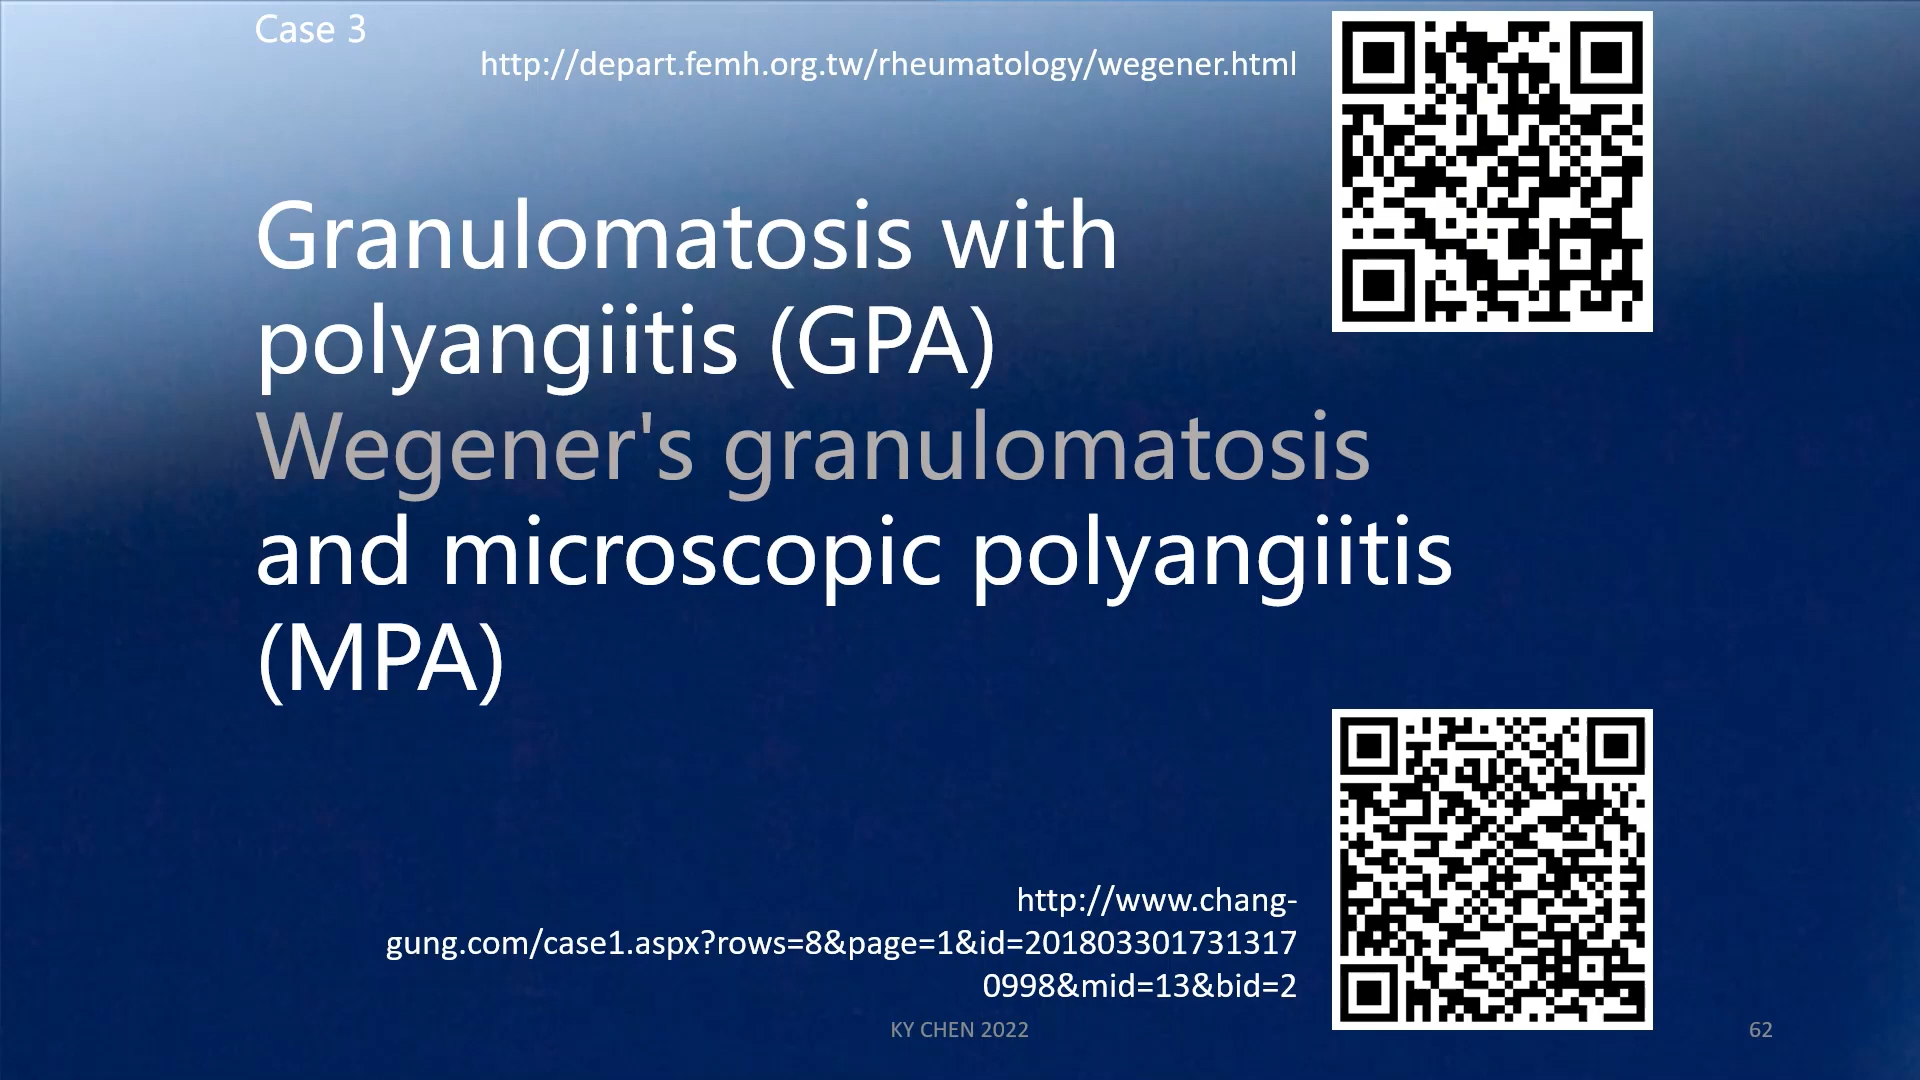 Case 3
http://depart.femh.org.tw/rheumatology/wegener.html
Granulomatosis with
polyangiitis (GPA)
Wegener's granulomatosis
and microscopic polyangiitis
(MPA)
http://www.chang-
gung.com/case1.aspx?rows=8&page=1&id=201803301731317
0998&mid=13&bid=2
KY CHEN 2022
62